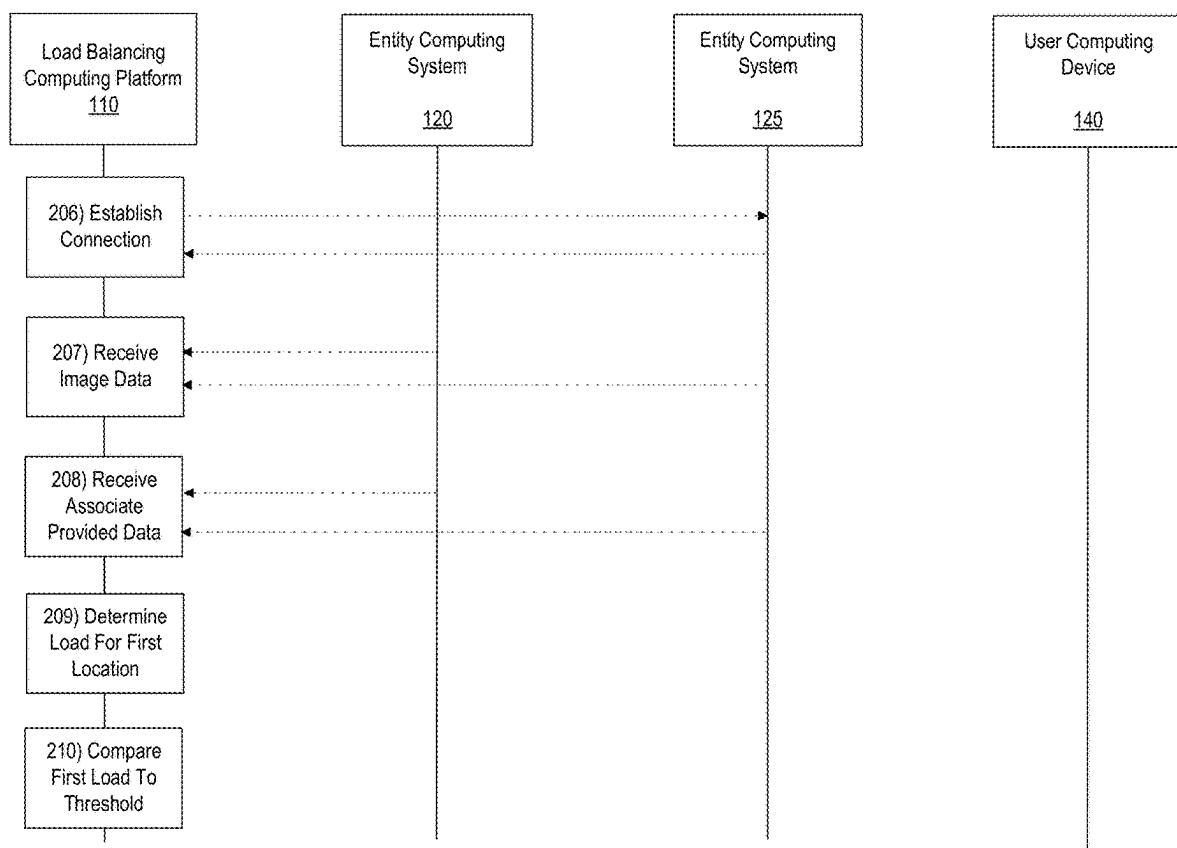 Load Balancing
Computing Platform
110
Entity Computing
System
120
Entity Computing
System
125
User Computing
Device
140
206) Establish
Connection
207) Receive
Image Data
208) Receive
Associate
Provided Data
209) Determine
Load For First
Location
210) Compare
First Load To
Threshold